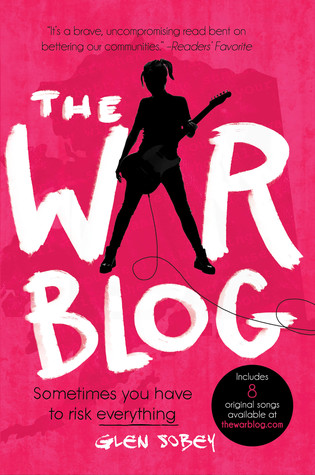 "It's a brave, uncompromising read bent on
bettering our communities." -Readers' Favorite
THE
WAR
BLOG
Sometimes you have
to risk everything
GLEN SOBEY
Includes
8
original songs
available at
thewarblog.com